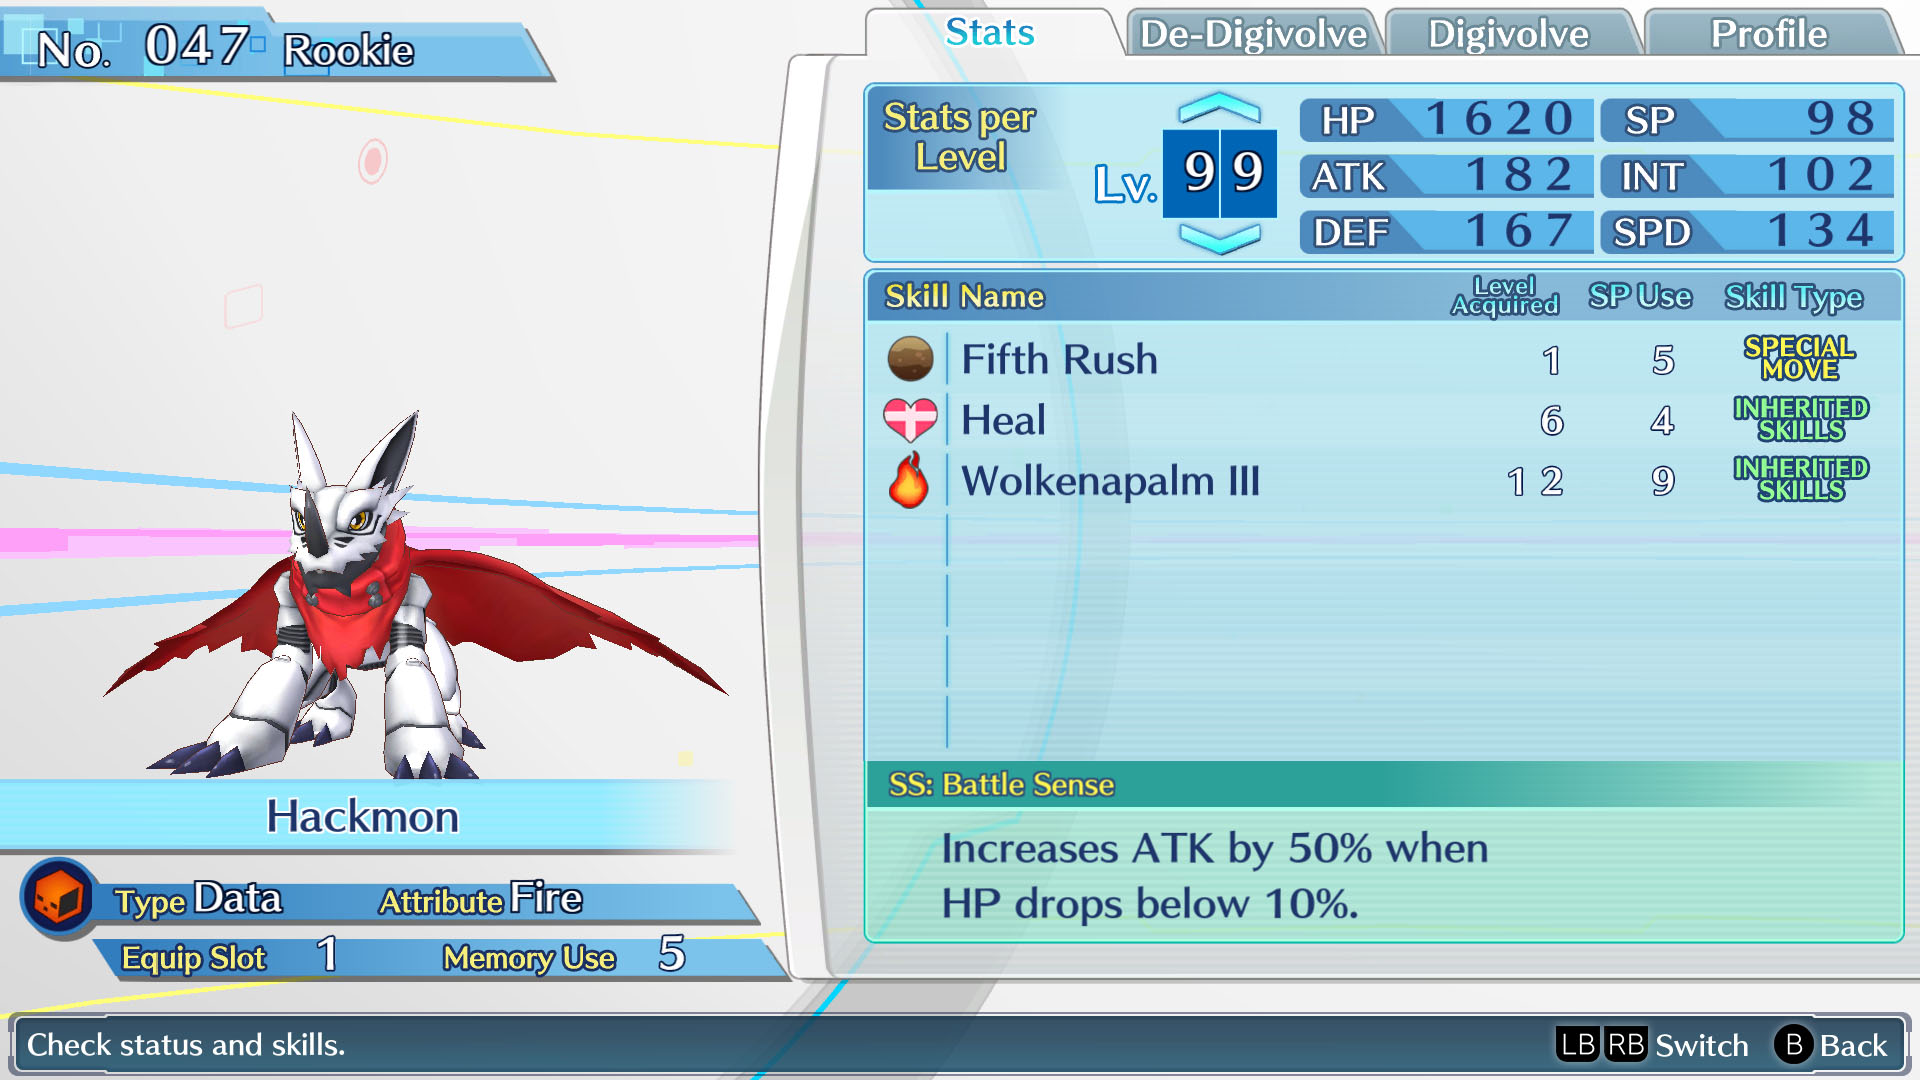 No. 047 Rookie
Stats
De-Digivolve
Digivolve
Profile
Stats per
Level
Lv. 99
HP 1620
SP 98
ATK 182
INT 102
DEF 167
SPD 134
Skill Name
Level
Acquired
SP Use
Skill Type
Fifth Rush 1 5 SPECIAL
MOVE
Heal 6 4 INHERITED
SKILLS
Wolkenapalm III 12 9 INHERITED
SKILLS
SS: Battle Sense
Increases ATK by 50% when
HP drops below 10%.
Hackmon
Type Data Attribute Fire
Equip Slot 1 Memory Use 5
Check status and skills.
LB RB Switch B Back